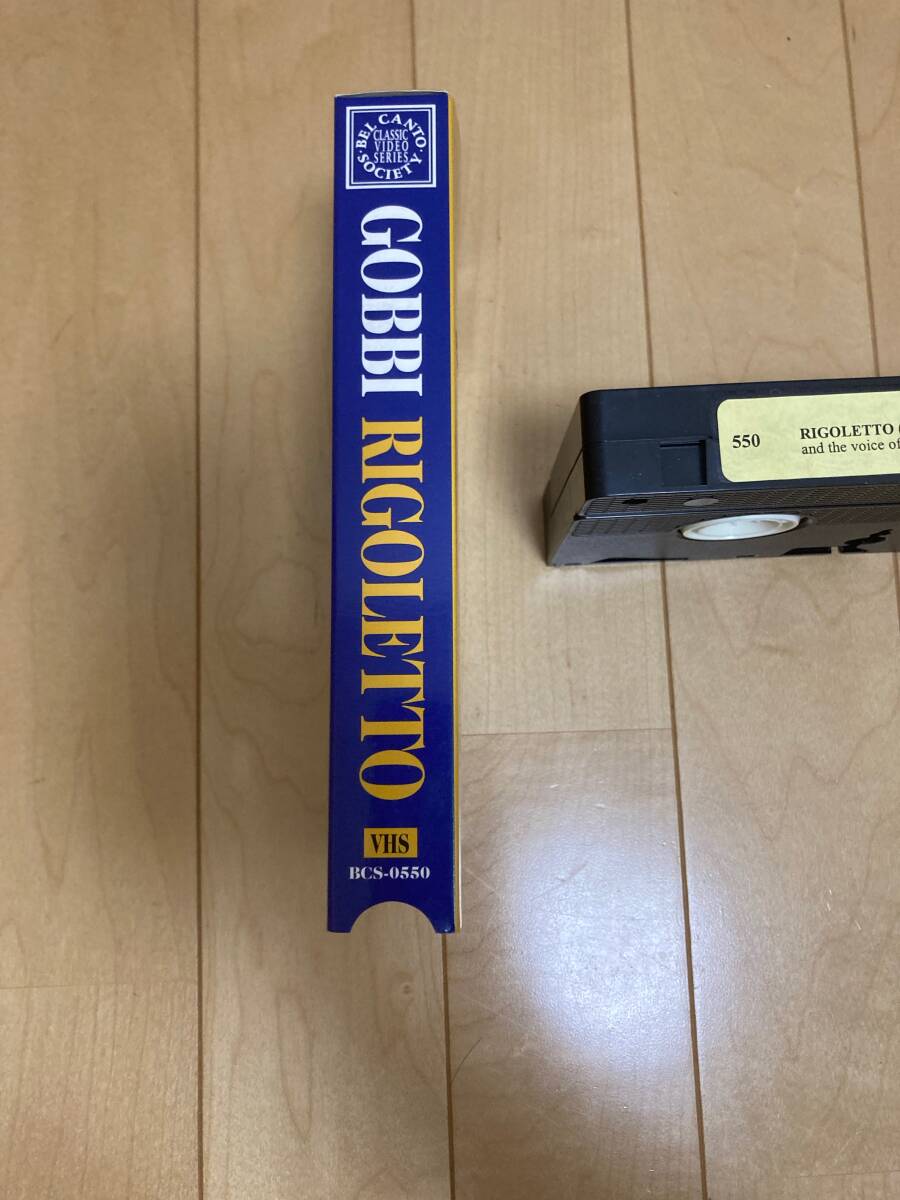 BEL CANTO
CLASSIC
VIDEO
SERIES
SOCIETY
GOBBI RIGOLETTO
VHS
BCS-0550
550 RIGOLETTO (
and the voice of